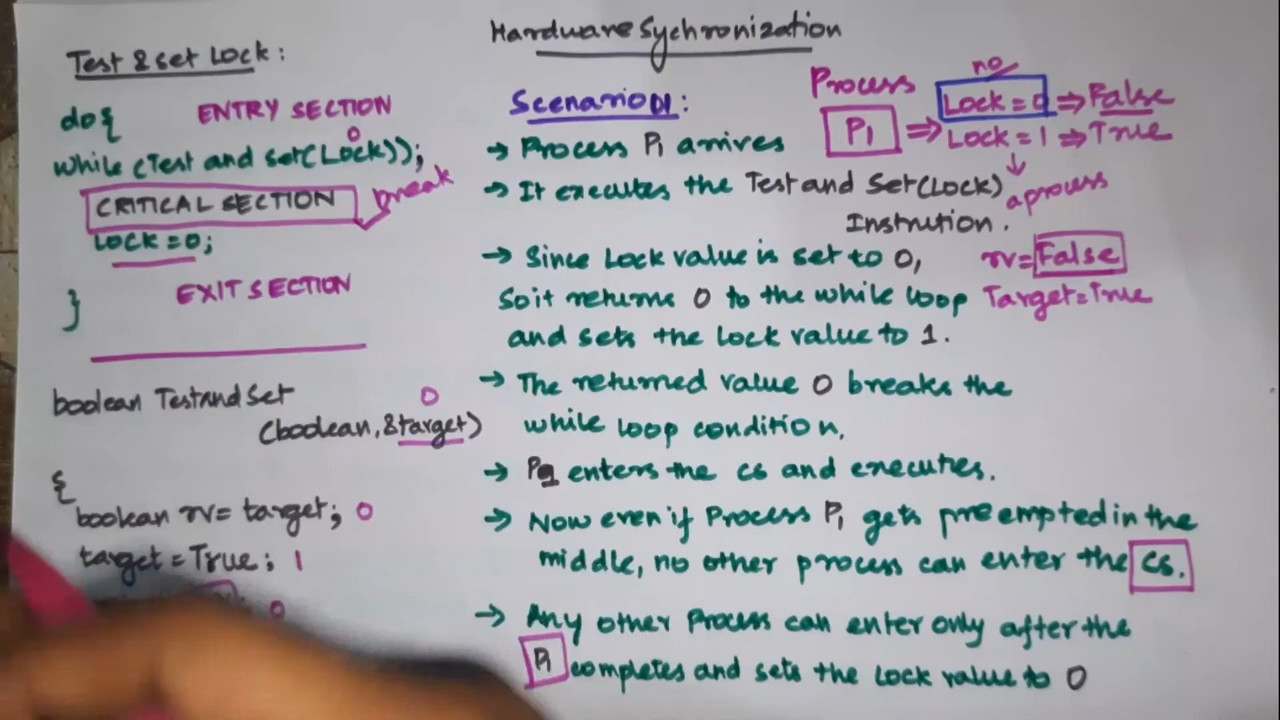 Hardware Sychronization
Test & set Lock:
do{ ENTRY SECTION
0
while (Test and set(Lock));
CRITICAL SECTION break
Lock = 0;
EXIT SECTION
}
boolean TestandSet
0
(boolean, &target)
{
boolean rv = target; 0
target = True; 1
0
Scenario 01:
Process
no
P1 ⇒ Lock = 0 ⇒ False
Lock = 1 ⇒ True
↓
a process
→ Process P1 arrives
→ It executes the Test and Set(Lock)
Instrution.
→ Since Lock value is set to 0, rv = False
So it returns 0 to the while loop Target = True
and sets the lock value to 1.
→ The returned value 0 breaks the
while loop condition.
→ P1 enters the cs and executies.
→ Now even if Process P1 gets preempted in the
middle, no other process can enter the CS.
→ Any other Process can enter only after the
P1 completes and sets the Lock value to 0